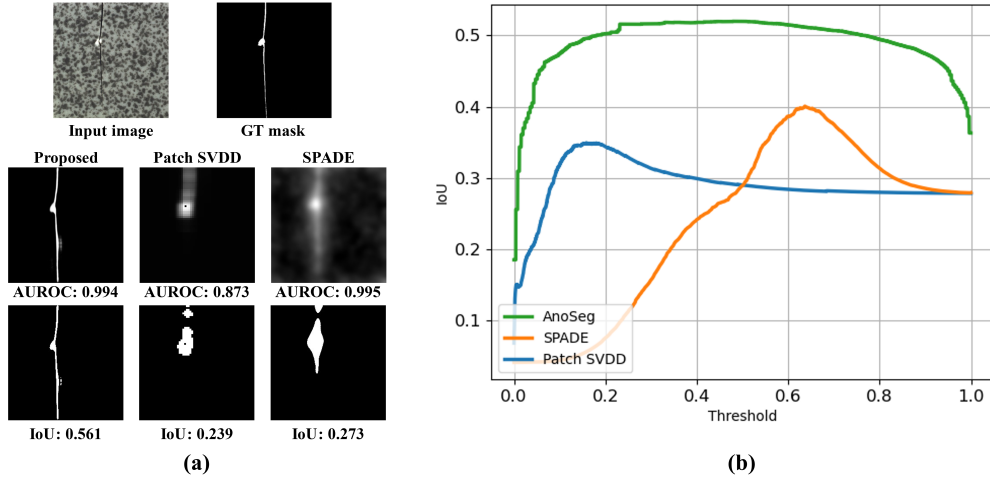 Input image
GT mask
Proposed
Patch SVDD
SPADE
AUROC: 0.994
AUROC: 0.873
AUROC: 0.995
IoU: 0.561
IoU: 0.239
IoU: 0.273
(a)
0.5
0.4
0.3
0.2
0.1
IoU
AnoSeg
SPADE
Patch SVDD
0.0
0.2
0.4
0.6
0.8
1.0
Threshold
(b)